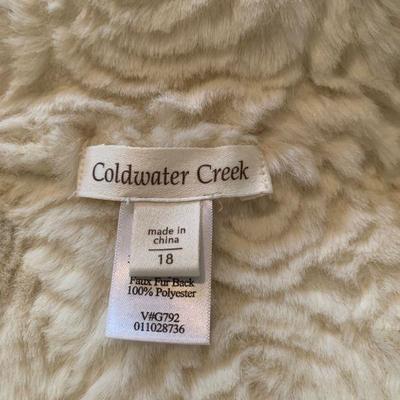 Coldwater Creek
made in
china
18
Faux Fur Back
100% Polyester
V#G792
011028736